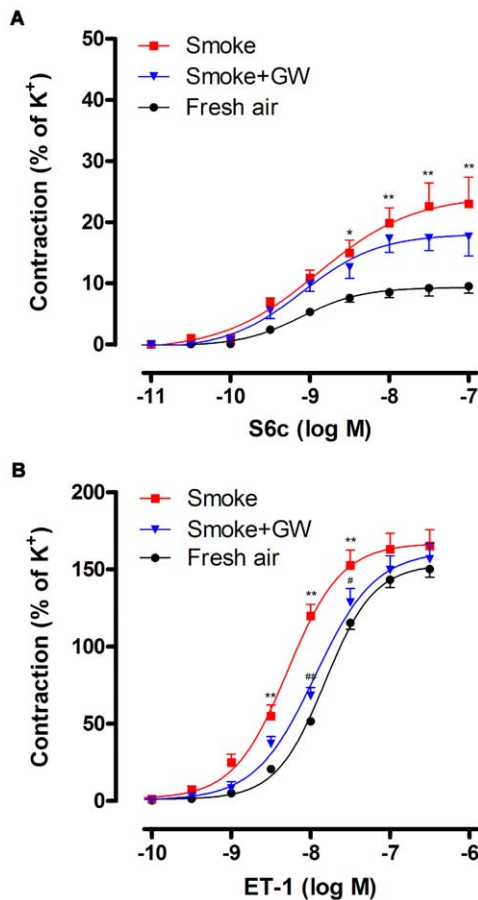 A
Contraction (% of K+)
50
40
30
20
10
0
Smoke
Smoke+GW
Fresh air
*
**
**
**
-11
-10
-9
-8
-7
S6c (log M)
B
Contraction (% of K+)
200
150
100
50
0
Smoke
Smoke+GW
Fresh air
**
**
**
##
#
-10
-9
-8
-7
-6
ET-1 (log M)